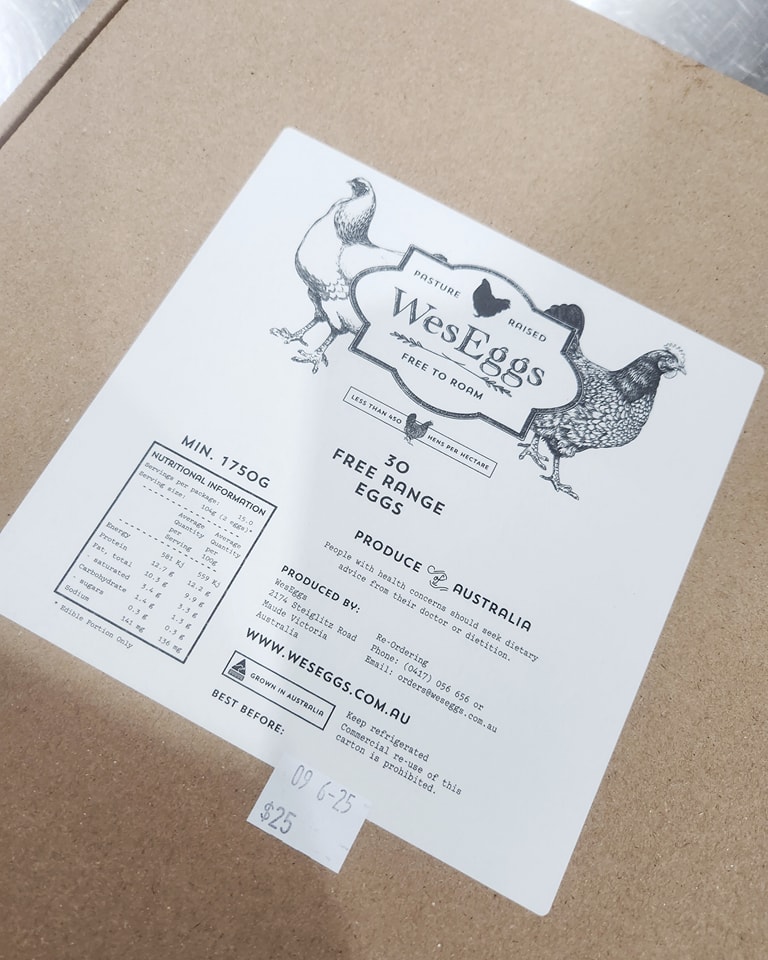 PASTURE RAISED
WesEggs
FREE TO ROAM
LESS THAN 450 HENS PER HECTARE
30
FREE RANGE
EGGS
MIN. 1750G
NUTRITIONAL INFORMATION
Servings per package: 15.0
Serving size: 104g (2 eggs)*
Average Quantity per Serving Average Quantity per 100g
Energy 581 KJ 559 KJ
Protein 12.7 g 12.2 g
Fat, total 10.3 g 9.9 g
- saturated 3.4 g 3.3 g
Carbohydrate 1.4 g 1.3 g
- sugars 0.3 g 0.3 g
Sodium 141 mg 136 mg
* Edible Portion Only
PRODUCE of AUSTRALIA
People with health concerns should seek dietary
advice from their doctor or dietition.
PRODUCED BY:
WesEggs
2174 Steiglitz Road
Maude Victoria
Australia
Re-Ordering
Phone: (0417) 056 656 or
Email: orders@weseggs.com.au
WWW.WESEGGS.COM.AU
GROWN IN AUSTRALIA
Keep refrigerated
Commercial re-use of this
carton is prohibited.
BEST BEFORE:
09 6-25
$25